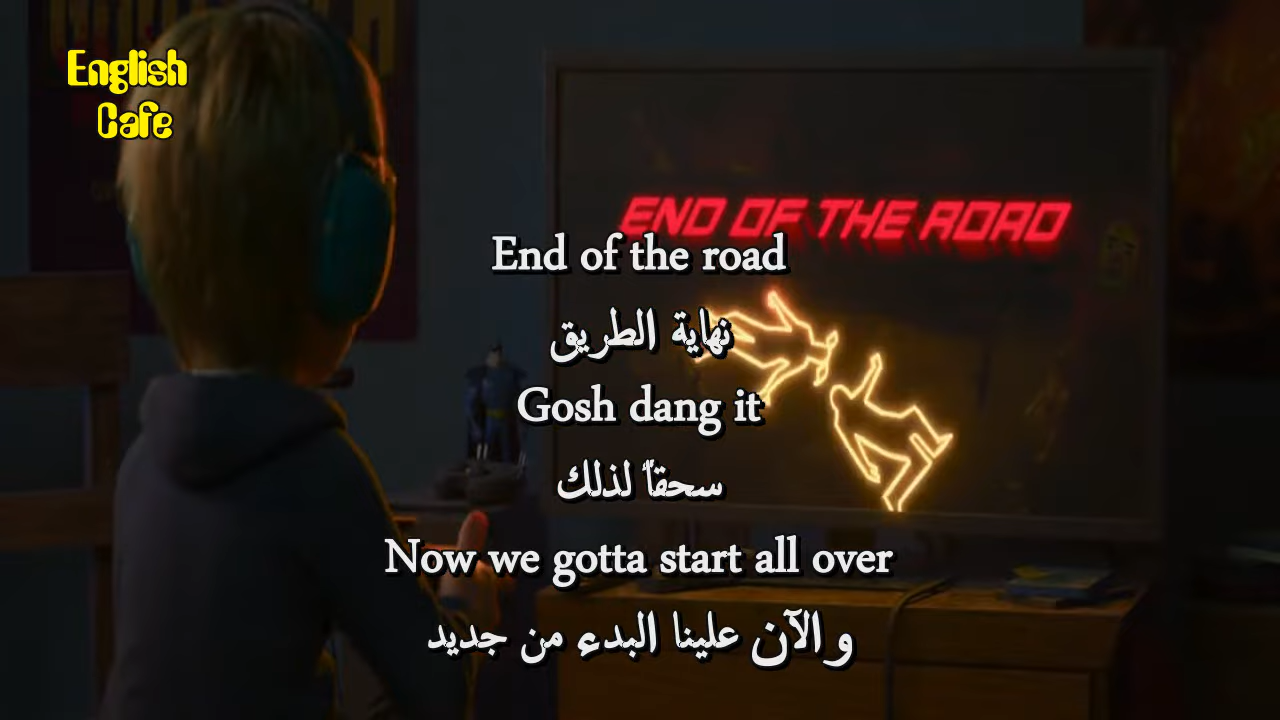 English
Cafe
END OF THE ROAD
End of the road
نهاية الطريق
Gosh dang it
سحقاً لذلك
Now we gotta start all over
و الآن علينا البدء من جديد